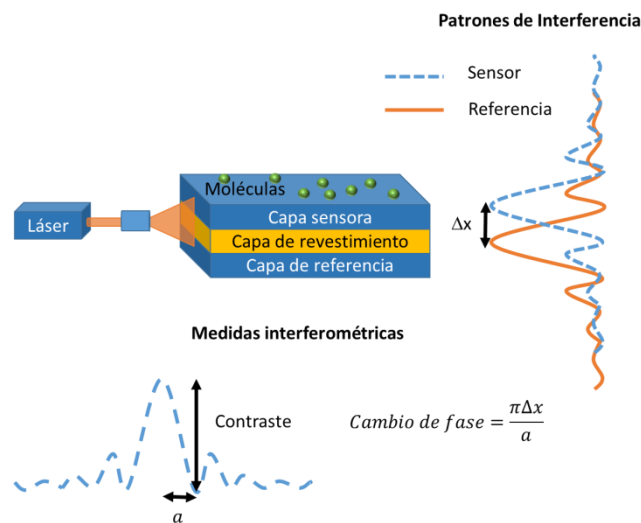 Patrones de Interferencia
Sensor
Referencia
Moléculas
Láser
Capa sensora
Capa de revestimiento
Capa de referencia
Δx
Medidas interferométricas
Contraste
a
Cambio de fase = πΔx / a